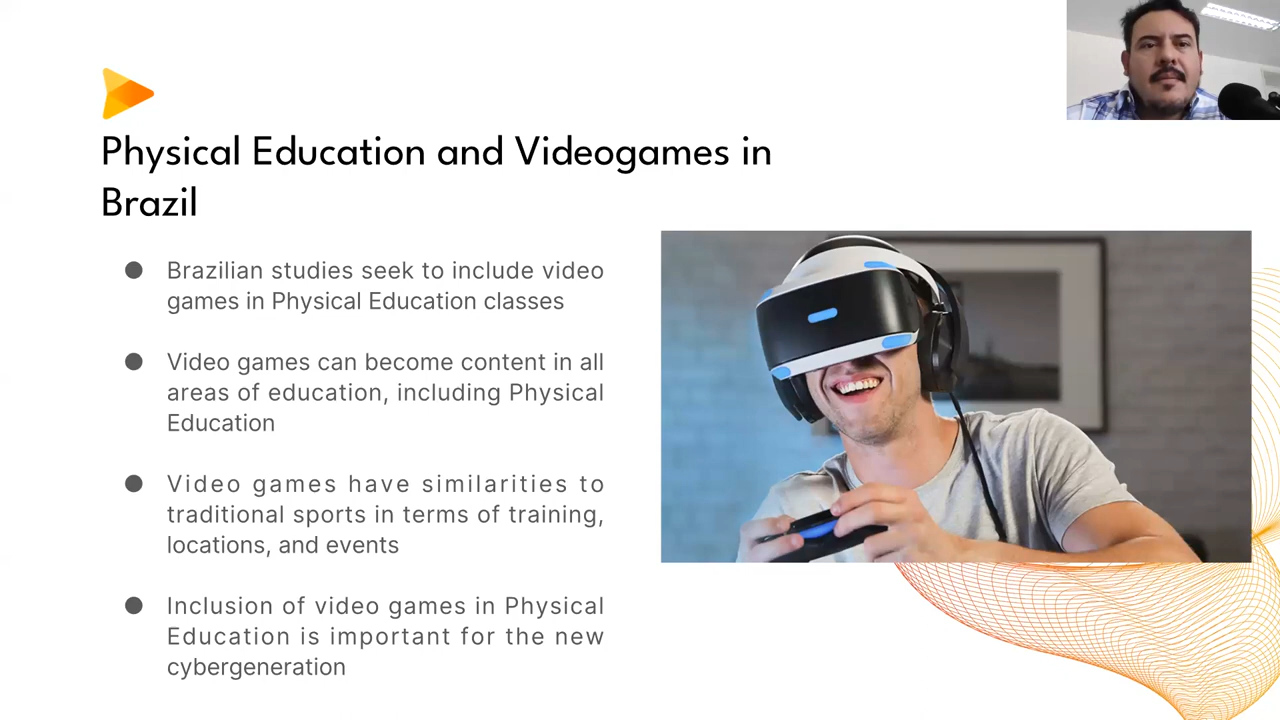 Physical Education and Videogames in
Brazil
● Brazilian studies seek to include video
games in Physical Education classes
● Video games can become content in all
areas of education, including Physical
Education
● Video games have similarities to
traditional sports in terms of training,
locations, and events
● Inclusion of video games in Physical
Education is important for the new
cybergeneration